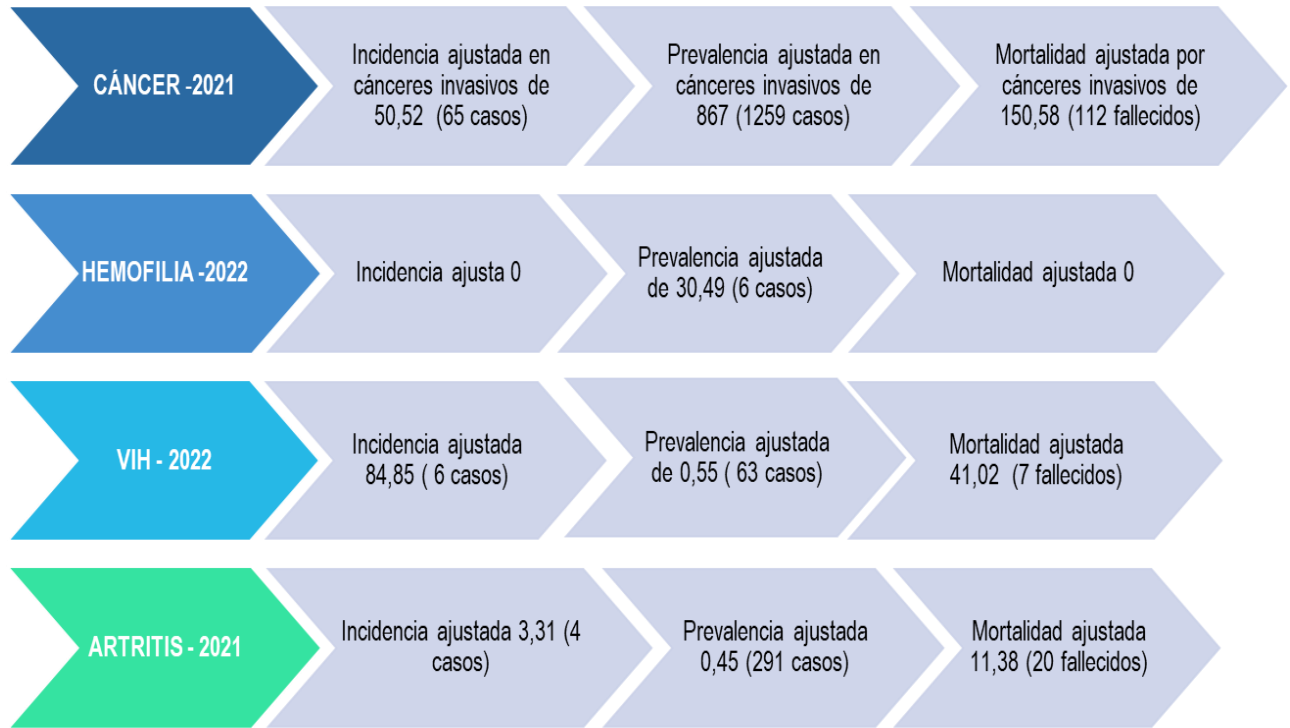 CÁNCER -2021
Incidencia ajustada en
cánceres invasivos de
50,52 (65 casos)
Prevalencia ajustada en
cánceres invasivos de
867 (1259 casos)
Mortalidad ajustada por
cánceres invasivos de
150,58 (112 fallecidos)
HEMOFILIA -2022
Incidencia ajusta 0
Prevalencia ajustada
de 30,49 (6 casos)
Mortalidad ajustada 0
VIH - 2022
Incidencia ajustada
84,85 ( 6 casos)
Prevalencia ajustada
de 0,55 ( 63 casos)
Mortalidad ajustada
41,02 (7 fallecidos)
ARTRITIS - 2021
Incidencia ajustada 3,31 (4
casos)
Prevalencia ajustada
0,45 (291 casos)
Mortalidad ajustada
11,38 (20 fallecidos)